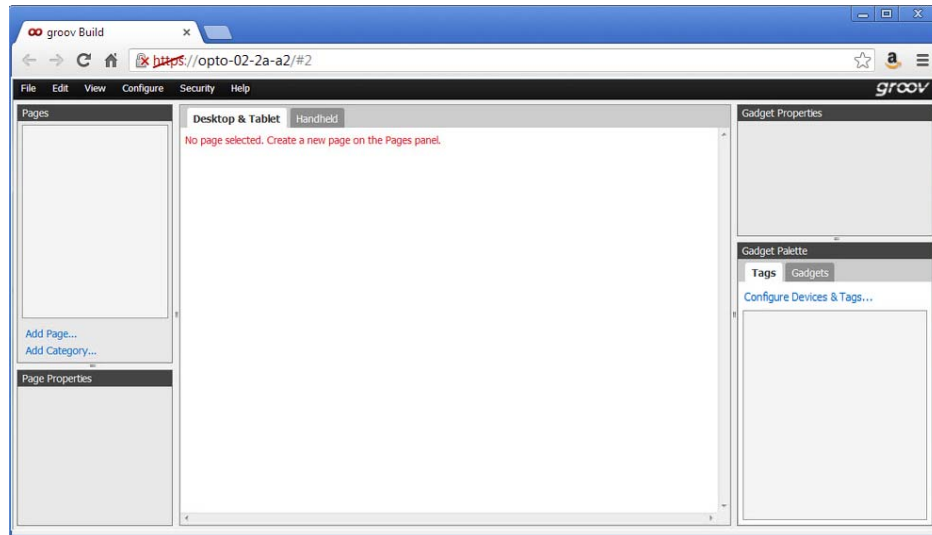 groov Build
https://opto-02-2a-a2/#2
File Edit View Configure Security Help
groov
Pages
Add Page...
Add Category...
Page Properties
Desktop & Tablet Handheld
No page selected. Create a new page on the Pages panel.
Gadget Properties
Gadget Palette
Tags Gadgets
Configure Devices & Tags...